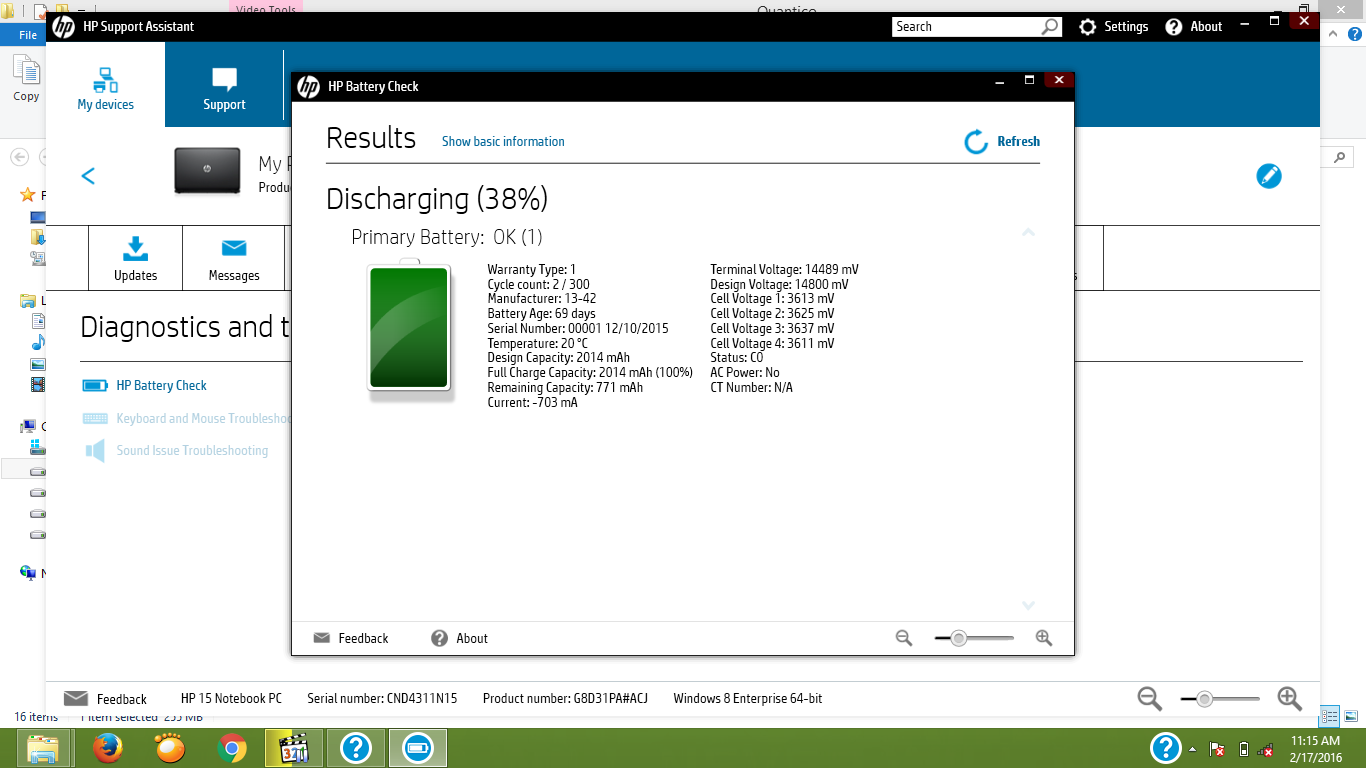 Video Tools
Quantico
HP Support Assistant
Search
Settings
About
File
Copy
My devices
Support
HP Battery Check
Results
Show basic information
Refresh
My P
Produ
Discharging (38%)
Primary Battery: OK (1)
Updates
Messages
Warranty Type: 1
Cycle count: 2 / 300
Manufacturer: 13-42
Battery Age: 69 days
Serial Number: 00001 12/10/2015
Temperature: 20 °C
Design Capacity: 2014 mAh
Full Charge Capacity: 2014 mAh (100%)
Remaining Capacity: 771 mAh
Current: -703 mA
Terminal Voltage: 14489 mV
Design Voltage: 14800 mV
Cell Voltage 1: 3613 mV
Cell Voltage 2: 3625 mV
Cell Voltage 3: 3637 mV
Cell Voltage 4: 3611 mV
Status: C0
AC Power: No
CT Number: N/A
Diagnostics and t
HP Battery Check
Keyboard and Mouse Troubleshoo
Sound Issue Troubleshooting
Feedback
About
Feedback
HP 15 Notebook PC
Serial number: CND4311N15
Product number: G8D31PA#ACJ
Windows 8 Enterprise 64-bit
16 items
1 item selected 255 MB
321
11:15 AM
2/17/2016